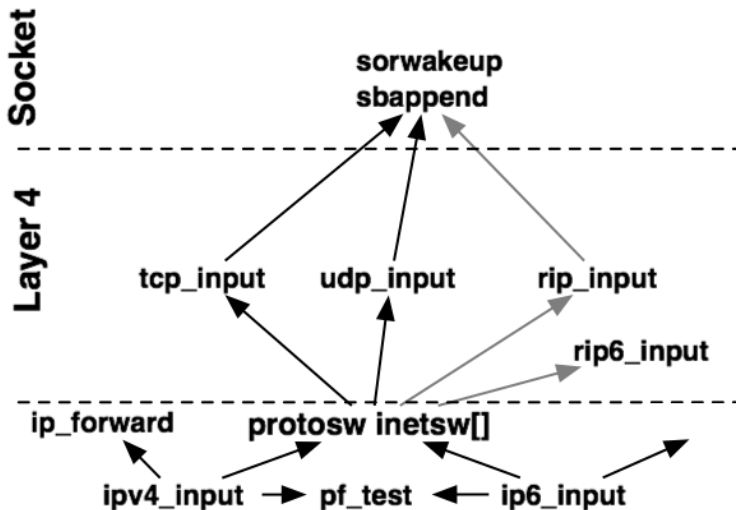 Socket
sorwakeup
sbappend
Layer 4
tcp_input udp_input rip_input
rip6_input
ip_forward protosw inetsw[]
ipv4_input pf_test ip6_input